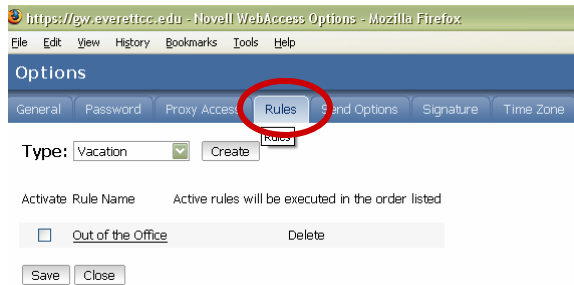 https://gw.everettcc.edu - Novell WebAccess Options - Mozilla Firefox
File Edit View History Bookmarks Tools Help
Options
General Password Proxy Access Rules Send Options Signature Time Zone
Rules
Type: Vacation Create
Activate Rule Name Active rules will be executed in the order listed
Out of the Office Delete
Save Close